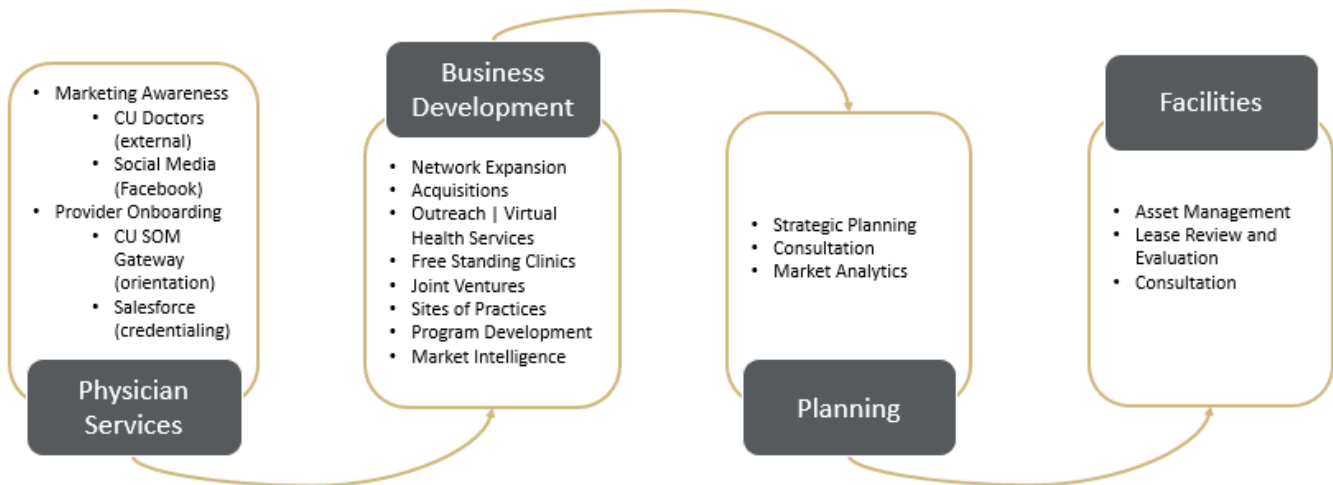 • Marketing Awareness
• CU Doctors
(external)
• Social Media
(Facebook)
• Provider Onboarding
• CU SOM
Gateway
(orientation)
• Salesforce
(credentialing)
Physician
Services
Business
Development
• Network Expansion
• Acquisitions
• Outreach | Virtual
Health Services
• Free Standing Clinics
• Joint Ventures
• Sites of Practices
• Program Development
• Market Intelligence
• Strategic Planning
• Consultation
• Market Analytics
Planning
Facilities
• Asset Management
• Lease Review and
Evaluation
• Consultation